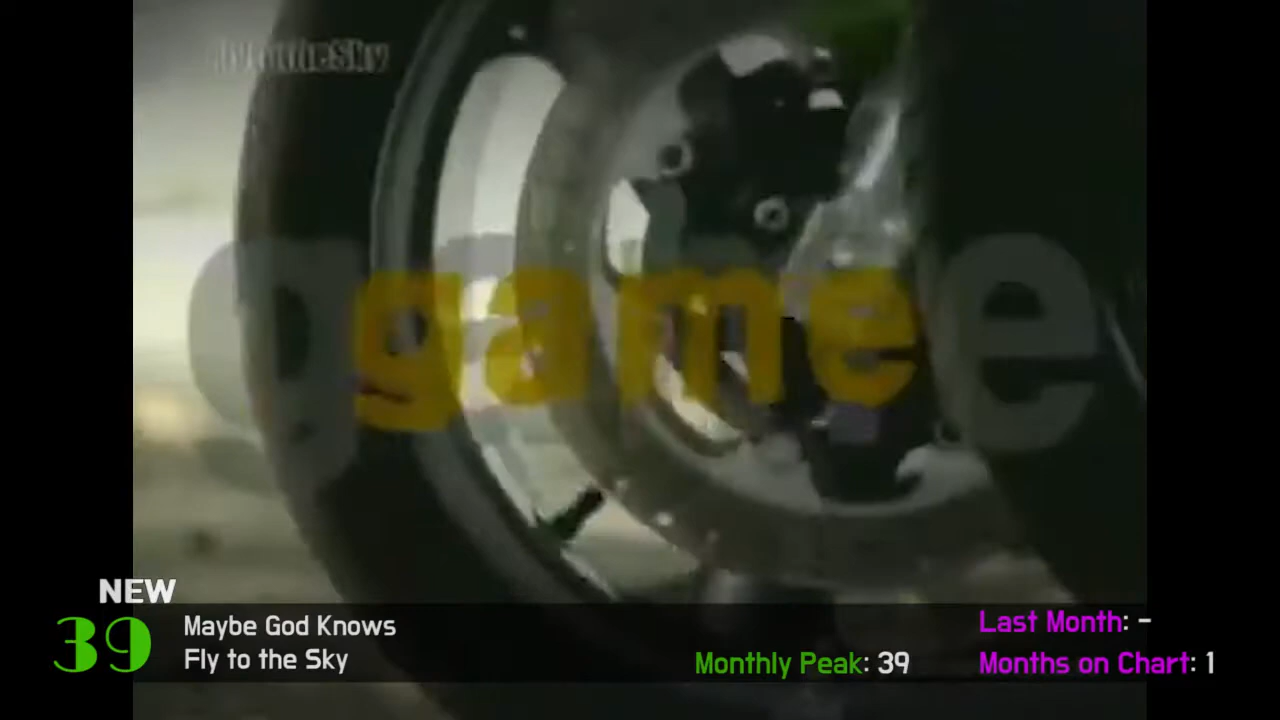 game
e
NEW
39
Maybe God Knows
Fly to the Sky
Monthly Peak: 39
Last Month: -
Months on Chart: 1